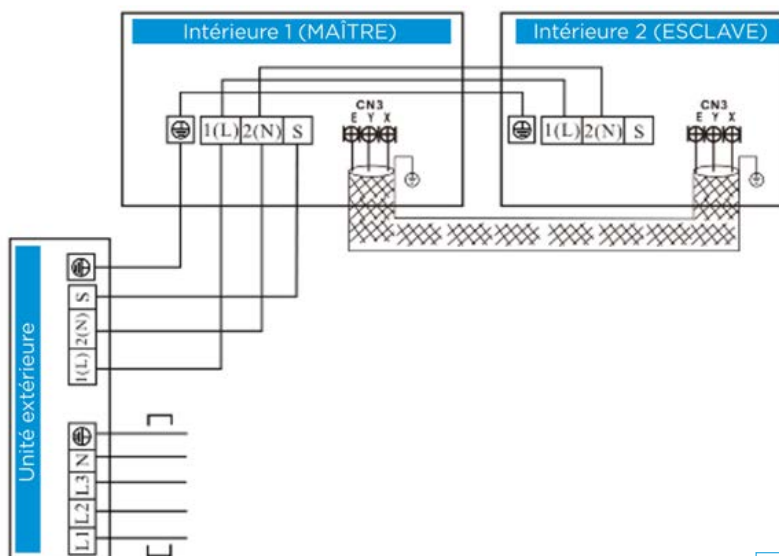 Intérieure 1 (MAÎTRE)
Intérieure 2 (ESCLAVE)
CN3
E Y X
1(L) 2(N) S
CN3
E Y X
1(L) 2(N) S
Unité extérieure
S
2(N)
1(L)
N
L3
L2
L1